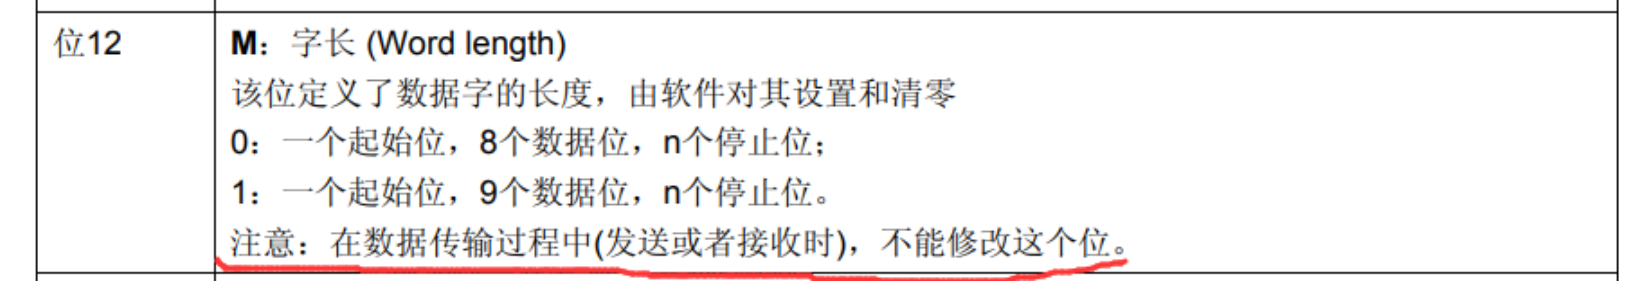 位12
M：字长 (Word length)
该位定义了数据字的长度，由软件对其设置和清零
0：一个起始位，8个数据位，n个停止位；
1：一个起始位，9个数据位，n个停止位。
注意：在数据传输过程中(发送或者接收时)，不能修改这个位。